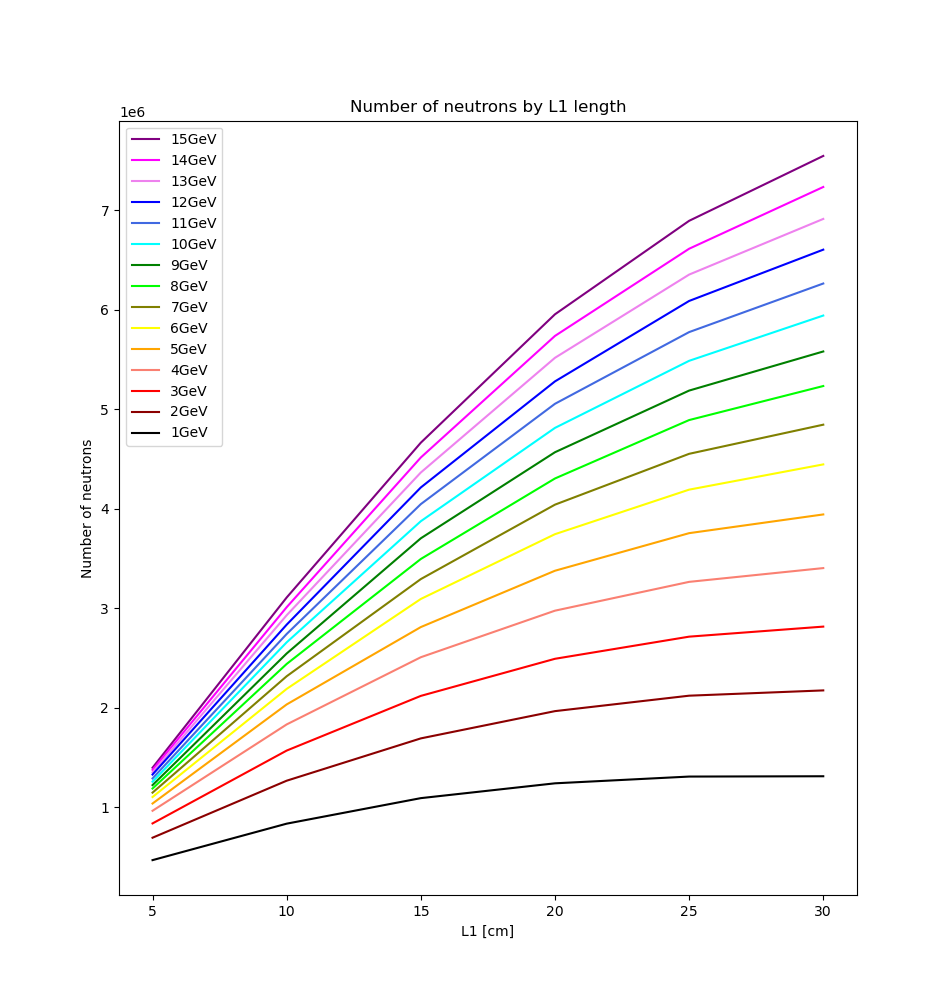 Number of neutrons by L1 length
1e6
15GeV
14GeV
13GeV
12GeV
11GeV
10GeV
9GeV
8GeV
7GeV
6GeV
5GeV
4GeV
3GeV
2GeV
1GeV
7
6
5
4
3
2
1
Number of neutrons
5 10 15 20 25 30
L1 [cm]